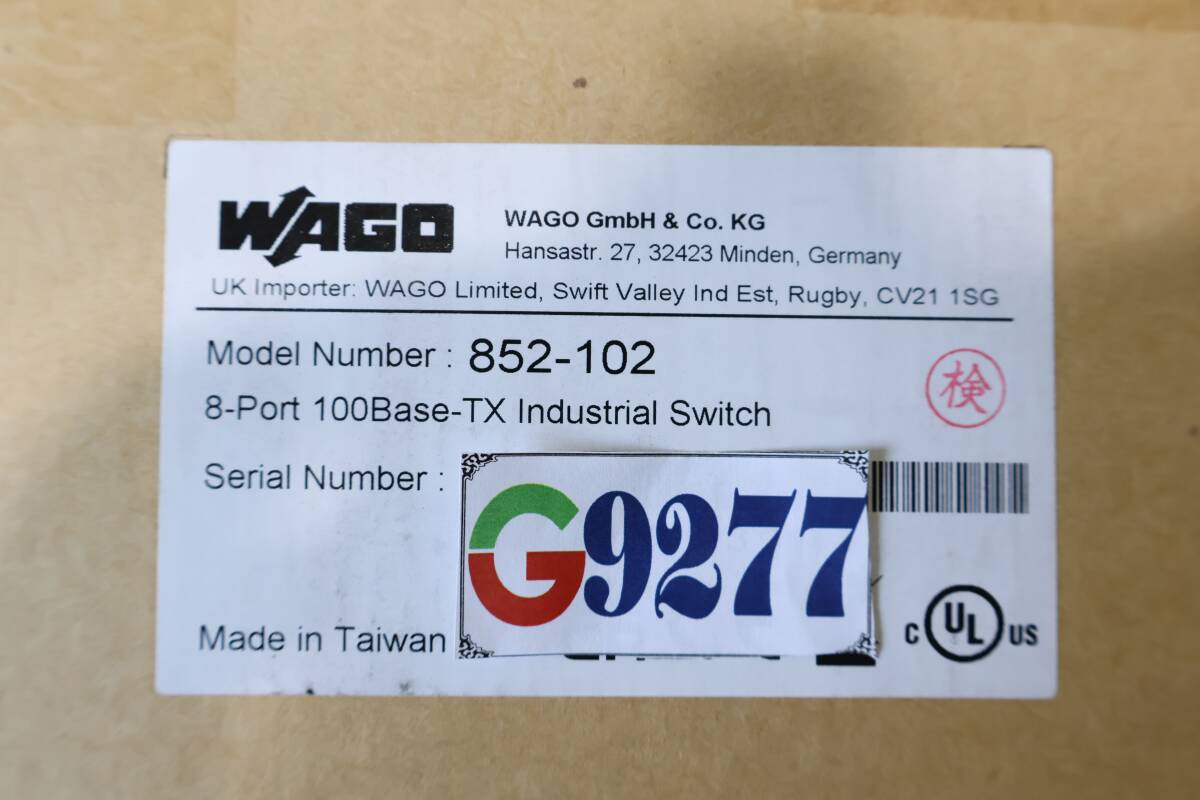 WAGO
WAGO GmbH & Co. KG
Hansastr. 27, 32423 Minden, Germany
UK Importer: WAGO Limited, Swift Valley Ind Est, Rugby, CV21 1SG
Model Number : 852-102
検
8-Port 100Base-TX Industrial Switch
Serial Number :
G9277
Made in Taiwan
C UL US